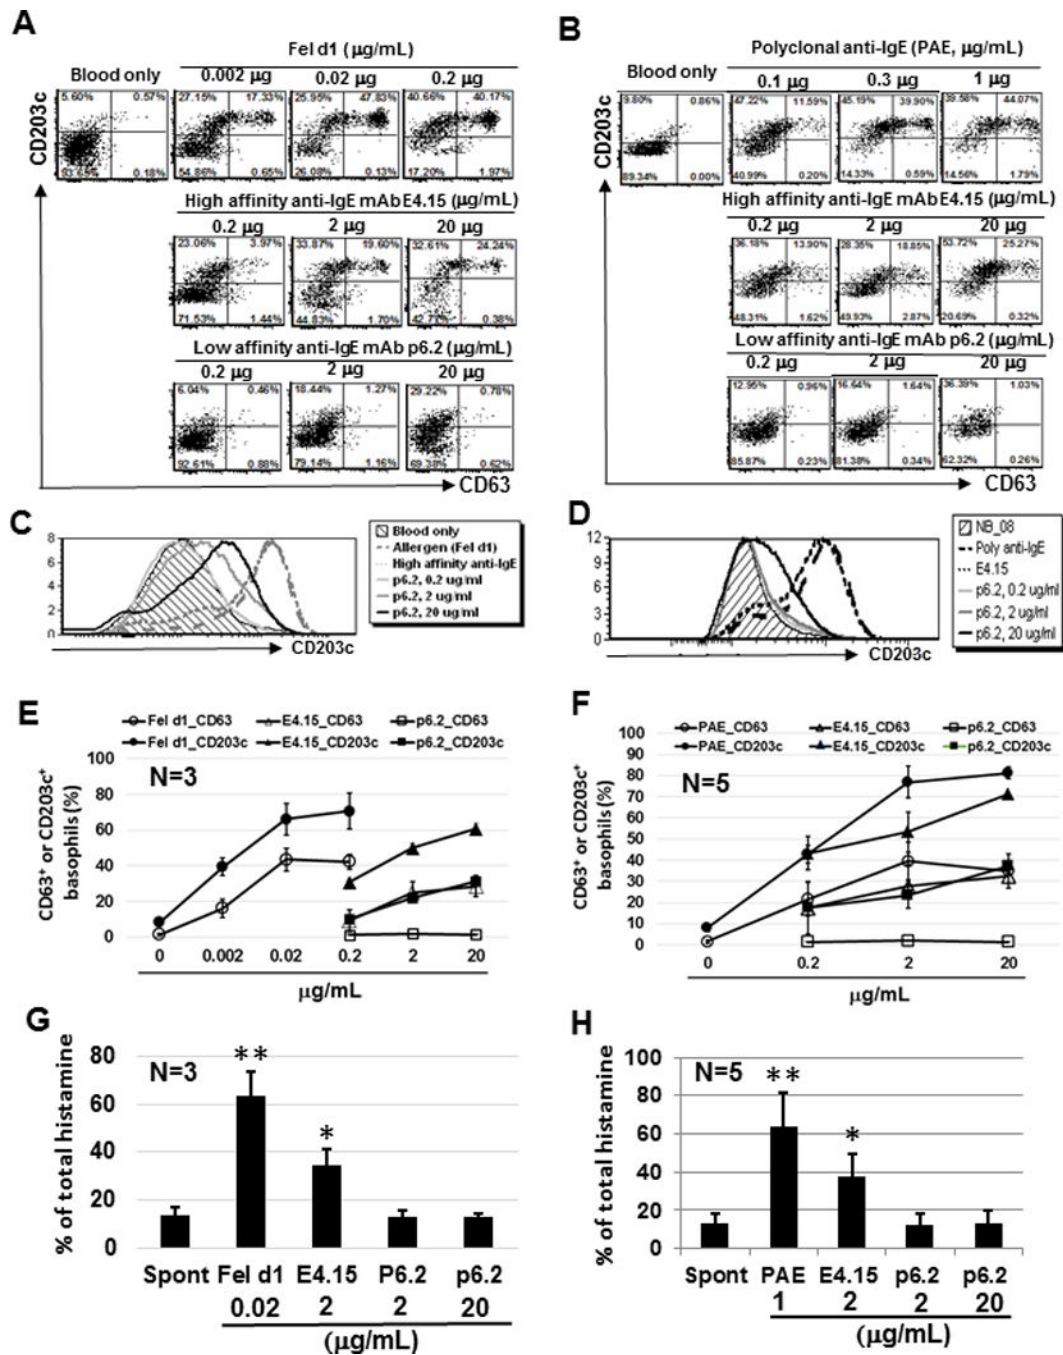 A
Fel d1 (μg/mL)
Blood only
0.002 μg
0.02 μg
0.2 μg
5.60% 0.57%
27.15% 17.33%
25.95% 47.83%
40.66% 40.17%
93.65% 0.18%
54.86% 0.65%
26.08% 0.13%
17.20% 1.97%
CD203c
High affinity anti-IgE mAb E4.15 (μg/mL)
0.2 μg
2 μg
20 μg
23.06% 3.97%
33.87% 19.60%
32.61% 24.24%
71.53% 1.44%
44.83% 1.70%
42.77% 0.38%
Low affinity anti-IgE mAb p6.2 (μg/mL)
0.2 μg
2 μg
20 μg
6.04% 0.46%
18.44% 1.27%
29.22% 0.78%
92.61% 0.88%
79.14% 1.16%
69.38% 0.62%
CD63
B
Polyclonal anti-IgE (PAE, μg/mL)
Blood only
0.1 μg
0.3 μg
1 μg
9.80% 0.86%
47.22% 11.59%
45.19% 39.90%
39.58% 44.07%
89.34% 0.00%
40.99% 0.20%
14.33% 0.59%
14.56% 1.79%
CD203c
High affinity anti-IgE mAb E4.15 (μg/mL)
0.2 μg
2 μg
20 μg
36.18% 13.90%
28.35% 18.85%
53.72% 25.27%
48.31% 1.62%
49.93% 2.87%
20.69% 0.32%
Low affinity anti-IgE mAb p6.2 (μg/mL)
0.2 μg
2 μg
20 μg
12.95% 0.96%
16.64% 1.64%
36.39% 1.03%
85.87% 0.23%
81.38% 0.34%
62.32% 0.26%
CD63
C
8
6
4
2
0
CD203c
Blood only
Allergen (Fel d1)
High affinity anti-IgE
p6.2, 0.2 ug/ml
p6.2, 2 ug/ml
p6.2, 20 ug/ml
D
12
9
6
3
0
CD203c
NB_08
Poly anti-IgE
E4.15
p6.2, 0.2 ug/ml
p6.2, 2 ug/ml
p6.2, 20 ug/ml
E
Fel d1_CD63 E4.15_CD63 p6.2_CD63
Fel d1_CD203c E4.15_CD203c p6.2_CD203c
N=3
CD63+ or CD203c+
basophils (%)
100
80
60
40
20
0
0 0.002 0.02 0.2 2 20
μg/mL
F
PAE_CD63 E4.15_CD63 p6.2_CD63
PAE_CD203c E4.15_CD203c p6.2_CD203c
N=5
CD63+ or CD203c+
basophils (%)
100
90
80
70
60
50
40
30
20
10
0
0 0.2 2 20
μg/mL
G
N=3
% of total histamine
80
60
40
20
0
**
*
Spont Fel d1 E4.15 P6.2 p6.2
0.02 2 2 20
(μg/mL)
H
N=5
% of total histamine
100
80
60
40
20
0
**
*
Spont PAE E4.15 p6.2 p6.2
1 2 2 20
(μg/mL)